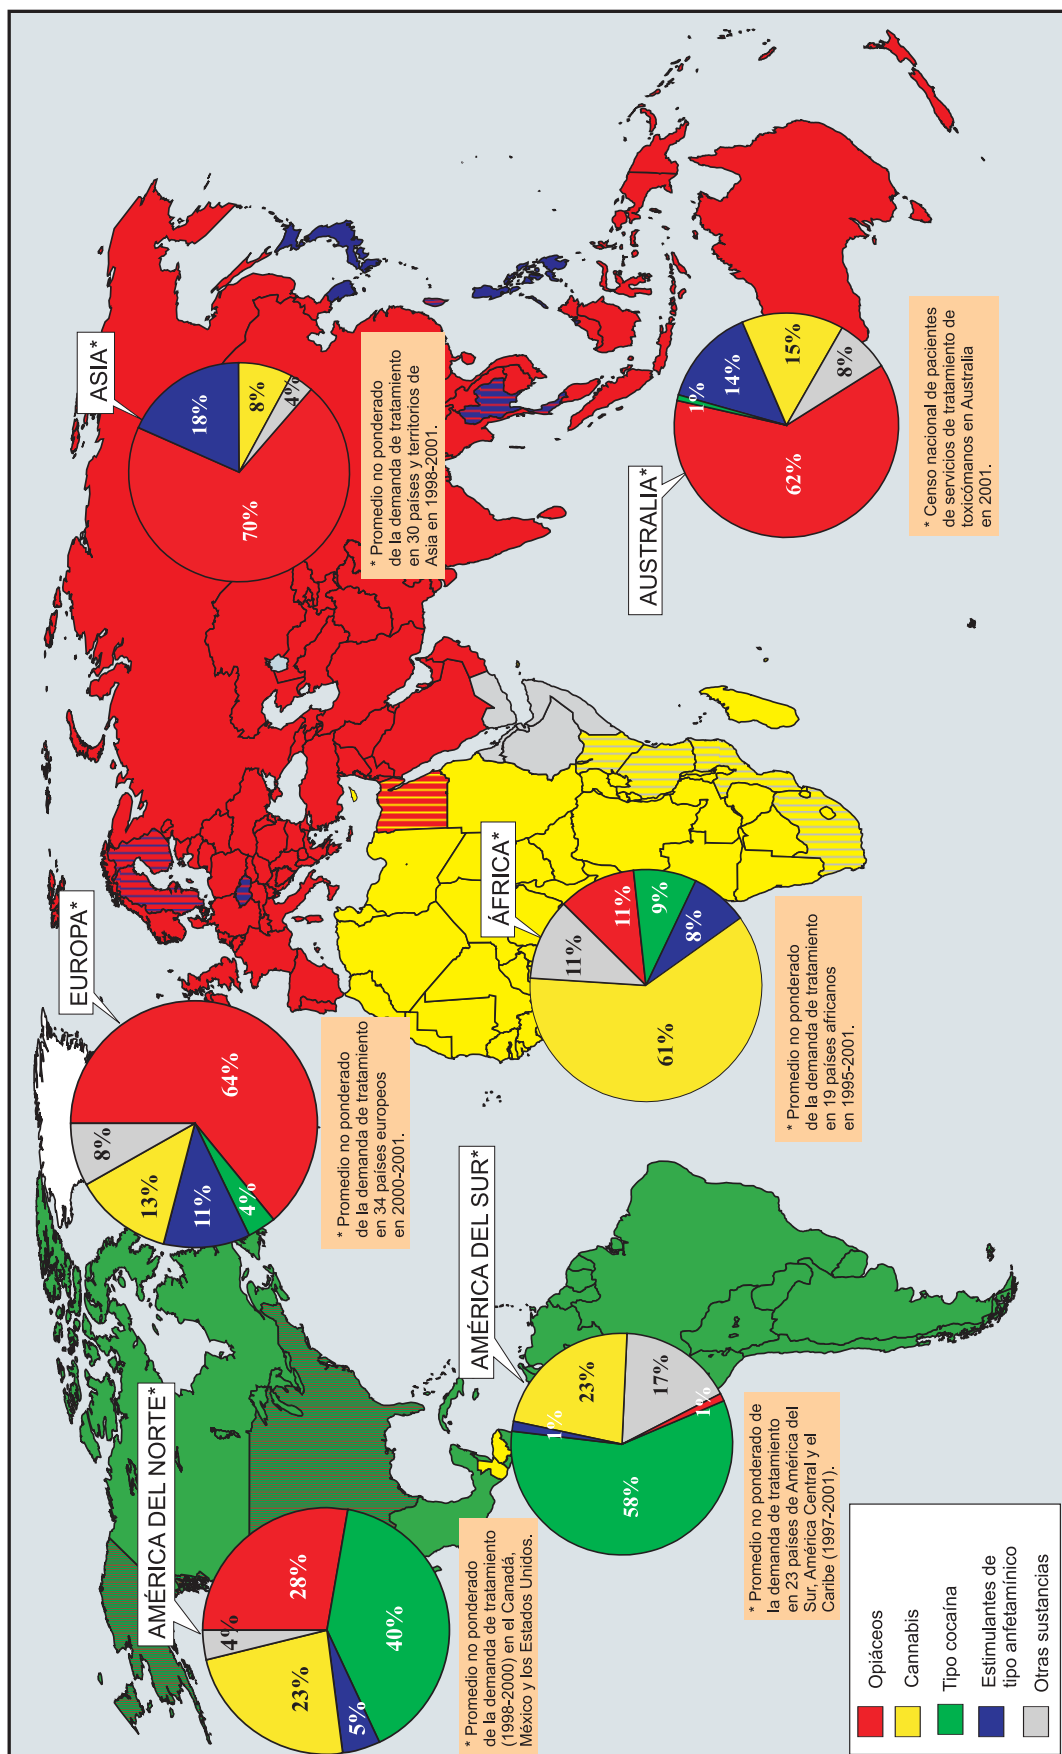 AMÉRICA DEL NORTE*
4%
28%
23%
5%
40%
* Promedio no ponderado
de la demanda de tratamiento
(1998-2000) en el Canadá,
México y los Estados Unidos.
EUROPA*
8%
13%
11%
4%
64%
* Promedio no ponderado
de la demanda de tratamiento
en 34 países europeos
en 2000-2001.
ASIA*
18%
8%
4%
70%
* Promedio no ponderado
de la demanda de tratamiento
en 30 países y territorios de
Asia en 1998-2001.
AMÉRICA DEL SUR*
1%
23%
17%
1%
58%
* Promedio no ponderado de
la demanda de tratamiento
en 23 países de América del
Sur, América Central y el
Caribe (1997-2001).
ÁFRICA*
11%
11%
9%
8%
61%
* Promedio no ponderado
de la demanda de tratamiento
en 19 países africanos
en 1995-2001.
AUSTRALIA*
1%
14%
15%
8%
62%
* Censo nacional de pacientes
de servicios de tratamiento de
toxicómanos en Australia
en 2001.
Opiáceos
Cannabis
Tipo cocaína
Estimulantes de
tipo anfetamínico
Otras sustancias